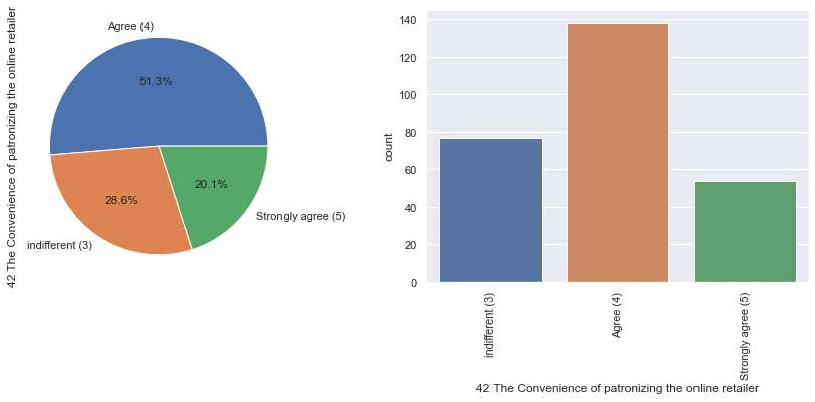 42 The Convenience of patronizing the online retailer
Agree (4)
51.3%
28.6%
20.1%
indifferent (3)
Strongly agree (5)
count
140
120
100
80
60
40
20
0
indifferent (3)
Agree (4)
Strongly agree (5)
42 The Convenience of patronizing the online retailer